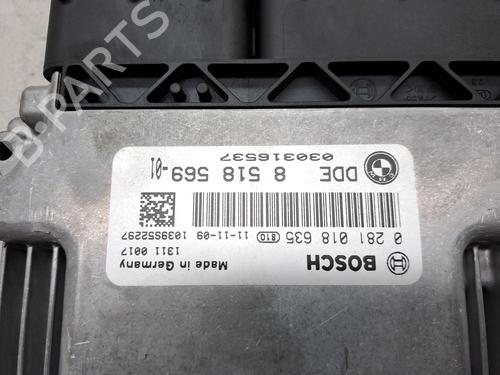 BOSCH
Made in Germany
1311 0017
0 281 018 635 810 11-11-09 1039S52297
DDE 8 518 569-01
030316537
B.PARTS